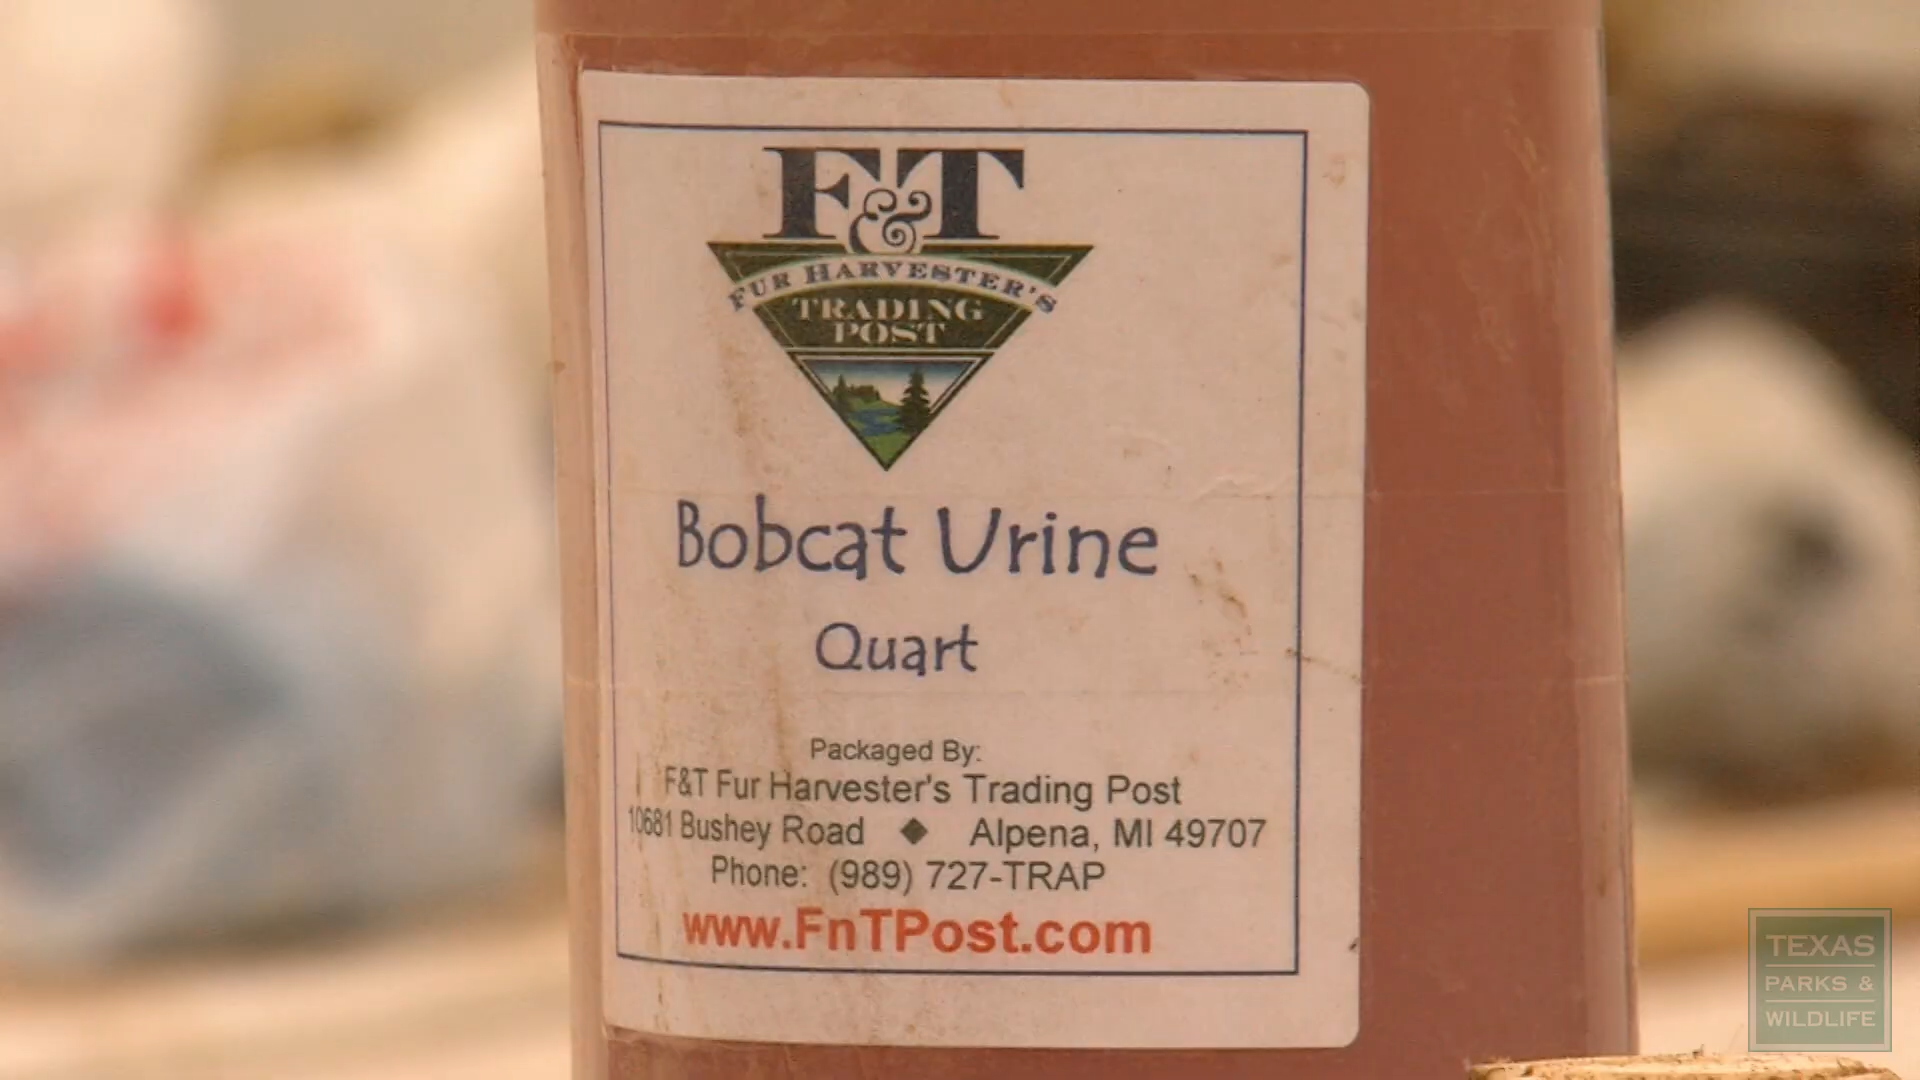 F&T
FUR HARVESTER'S
TRADING
POST
Bobcat Urine
Quart
Packaged By:
F&T Fur Harvester's Trading Post
10681 Bushey Road ◆ Alpena, MI 49707
Phone: (989) 727-TRAP
www.FnTPost.com
TEXAS
PARKS &
WILDLIFE